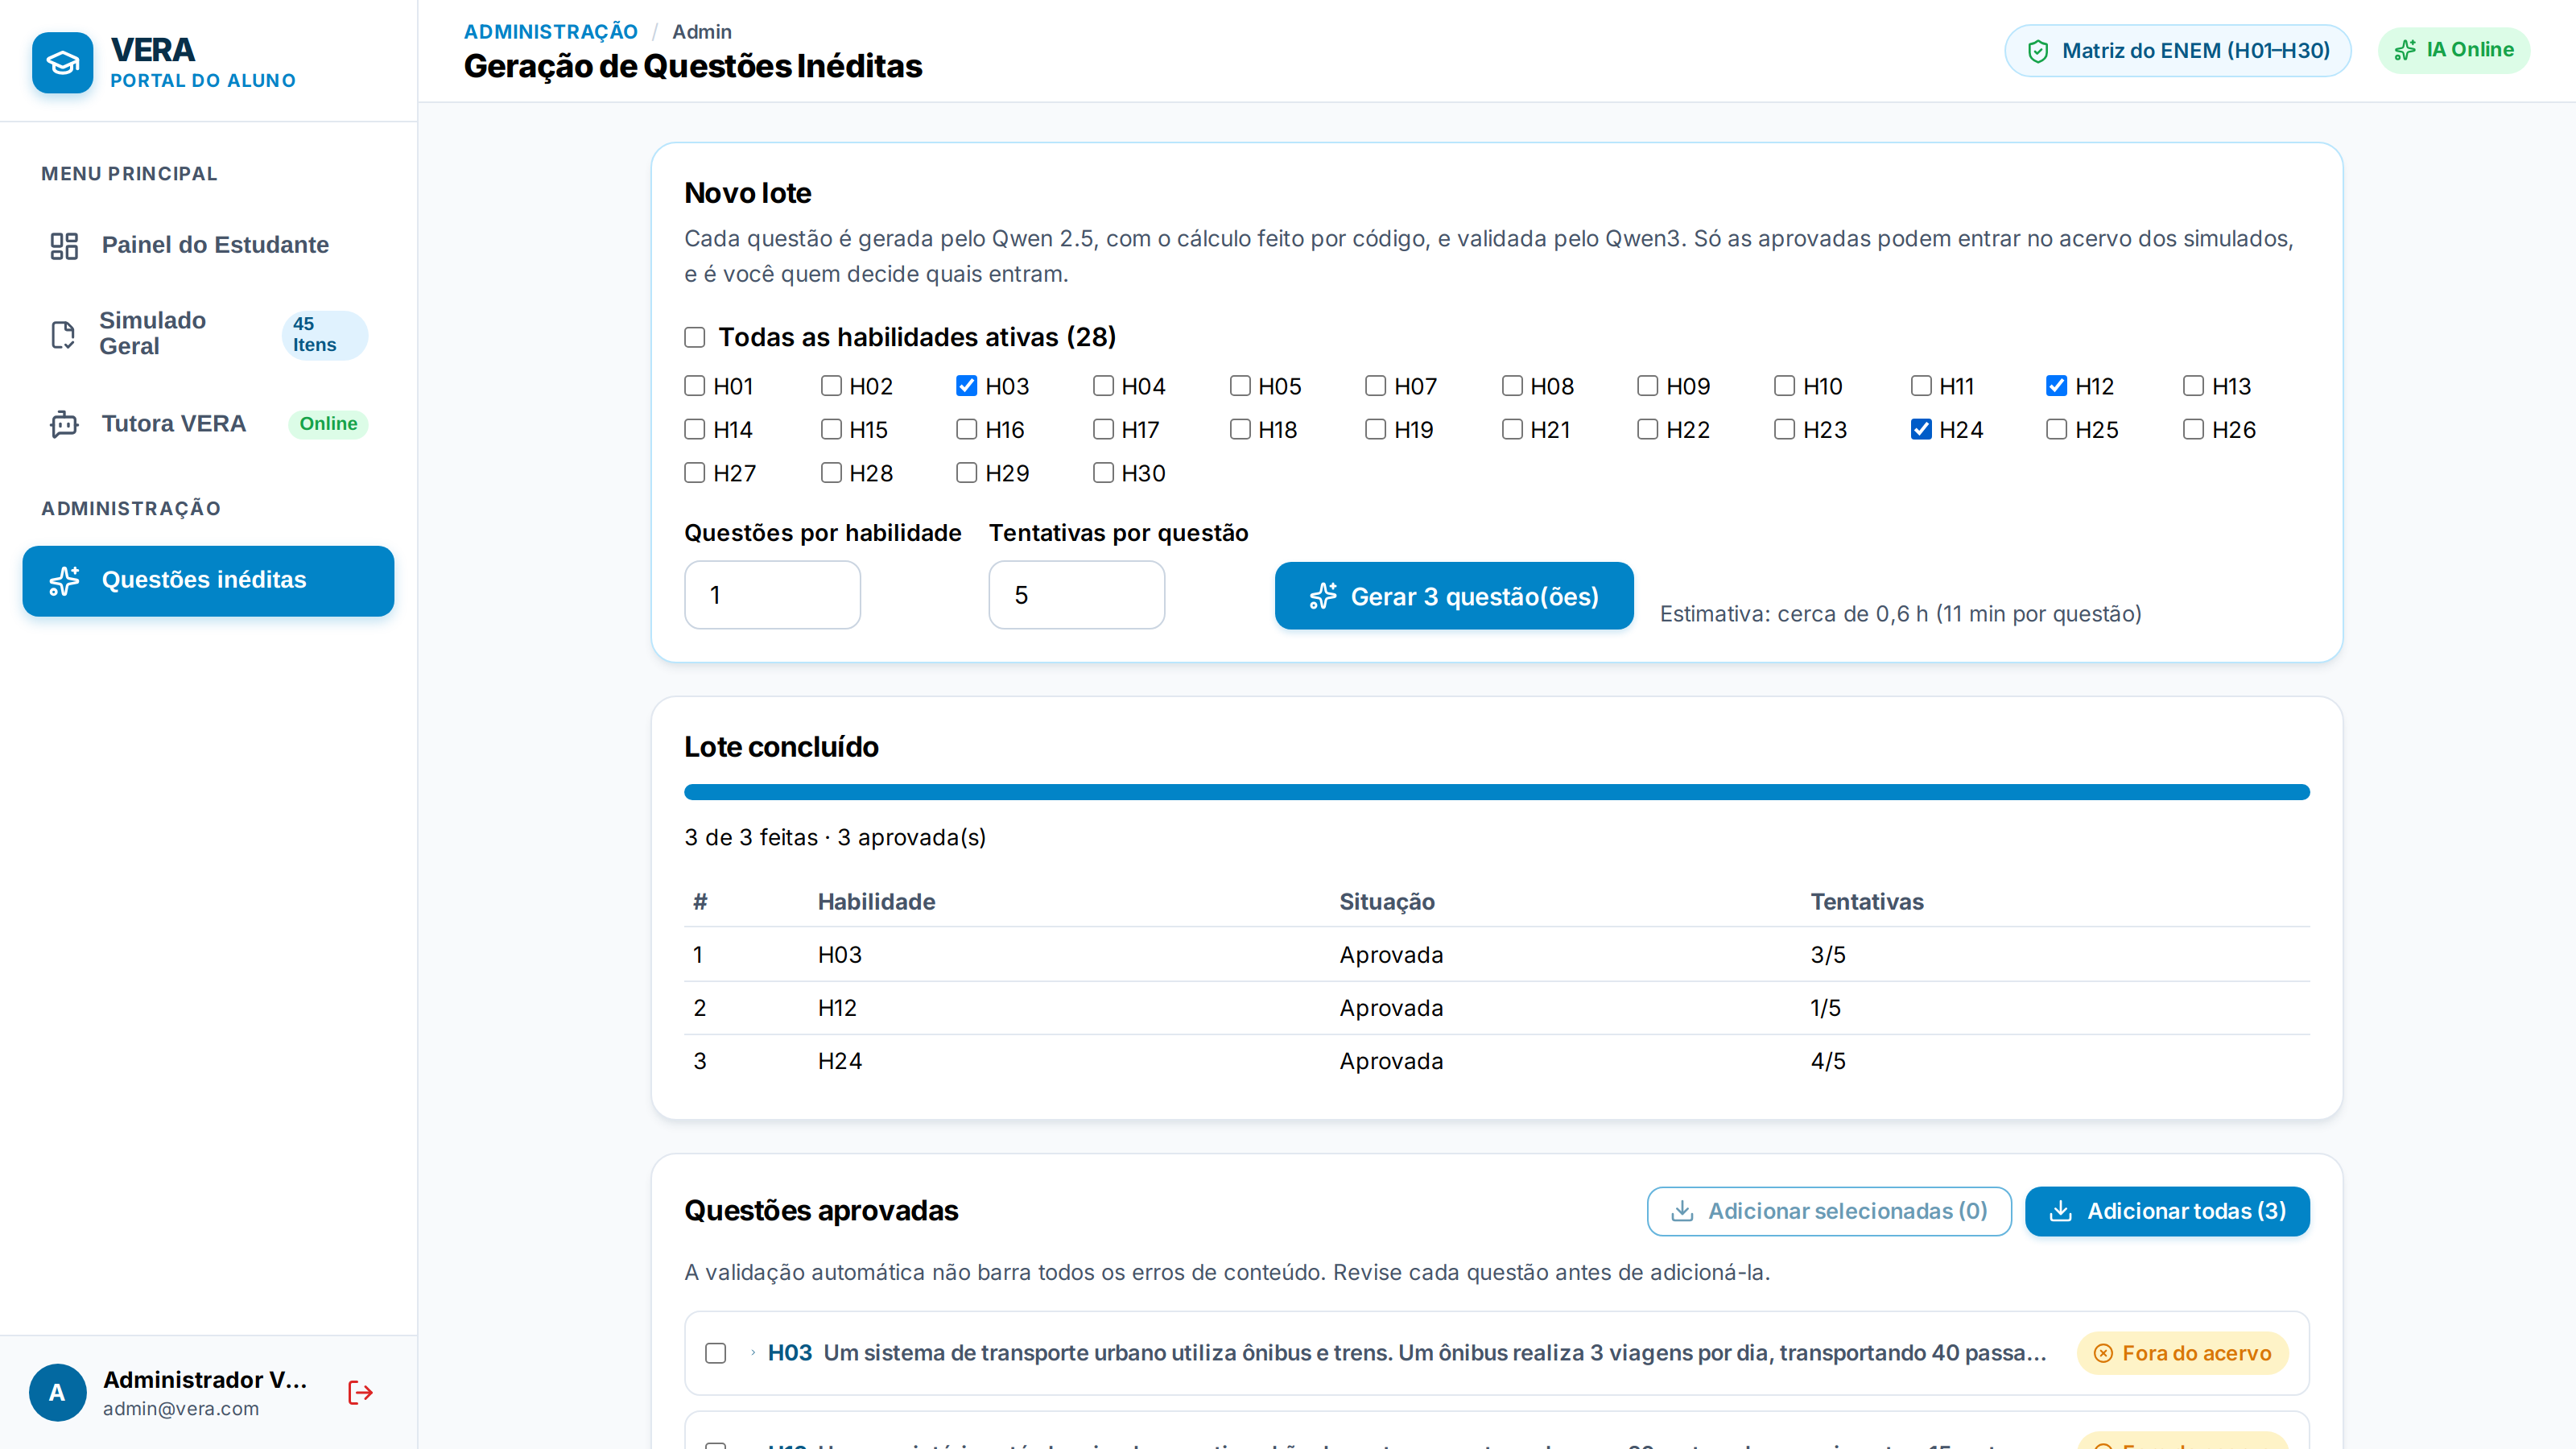 VERA
PORTAL DO ALUNO
MENU PRINCIPAL
Painel do Estudante
Simulado Geral
45 Itens
Tutora VERA
Online
ADMINISTRAÇÃO
Questões inéditas
Administrador V...
A
admin@vera.com
ADMINISTRAÇÃO / Admin
Geração de Questões Inéditas
Matriz do ENEM (H01–H30)
IA Online
Novo lote
Cada questão é gerada pelo Qwen 2.5, com o cálculo feito por código, e validada pelo Qwen3. Só as aprovadas podem entrar no acervo dos simulados,
e é você quem decide quais entram.
Todas as habilidades ativas (28)
H01 H02 H03 H04 H05 H07 H08 H09 H10 H11 H12 H13
H14 H15 H16 H17 H18 H19 H21 H22 H23 H24 H25 H26
H27 H28 H29 H30
Questões por habilidade Tentativas por questão
1 5 Gerar 3 questão(ões) Estimativa: cerca de 0,6 h (11 min por questão)
Lote concluído
3 de 3 feitas · 3 aprovada(s)
# Habilidade Situação Tentativas
1 H03 Aprovada 3/5
2 H12 Aprovada 1/5
3 H24 Aprovada 4/5
Questões aprovadas
Adicionar selecionadas (0)
Adicionar todas (3)
A validação automática não barra todos os erros de conteúdo. Revise cada questão antes de adicioná-la.
H03 Um sistema de transporte urbano utiliza ônibus e trens. Um ônibus realiza 3 viagens por dia, transportando 40 passa...
Fora do acervo